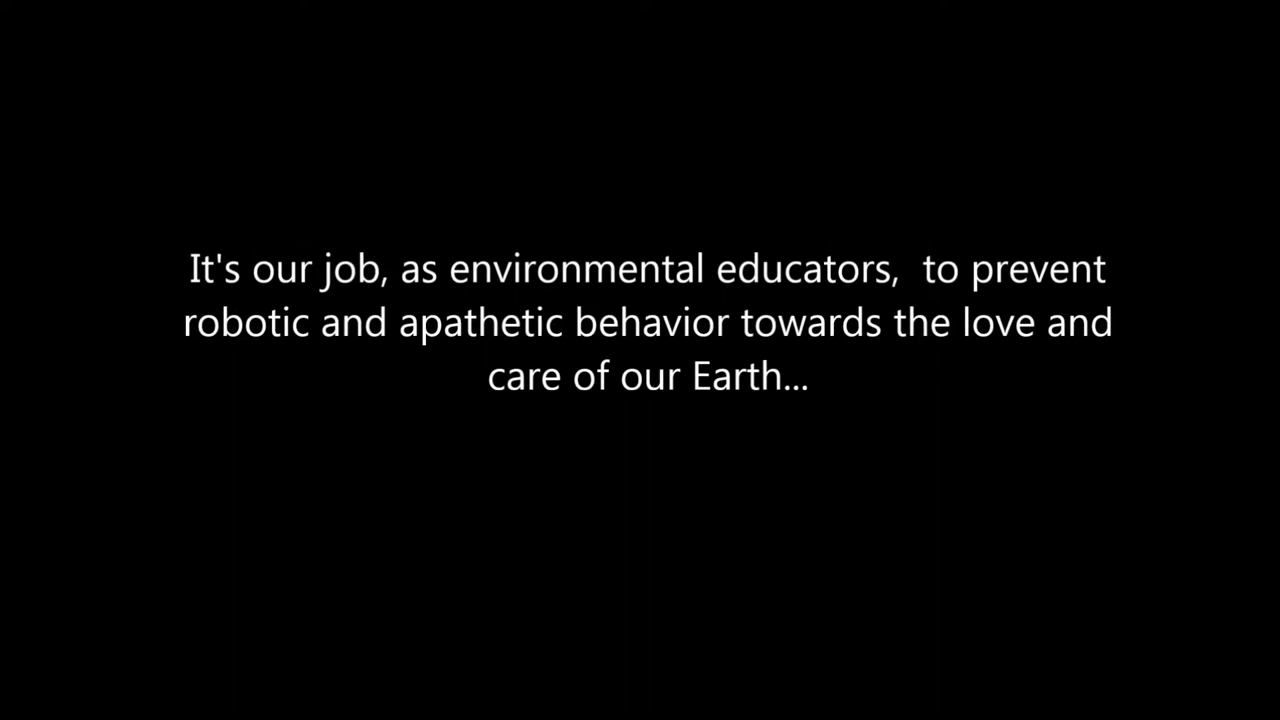 It's our job, as environmental educators,  to prevent
robotic and apathetic behavior towards the love and
care of our Earth...